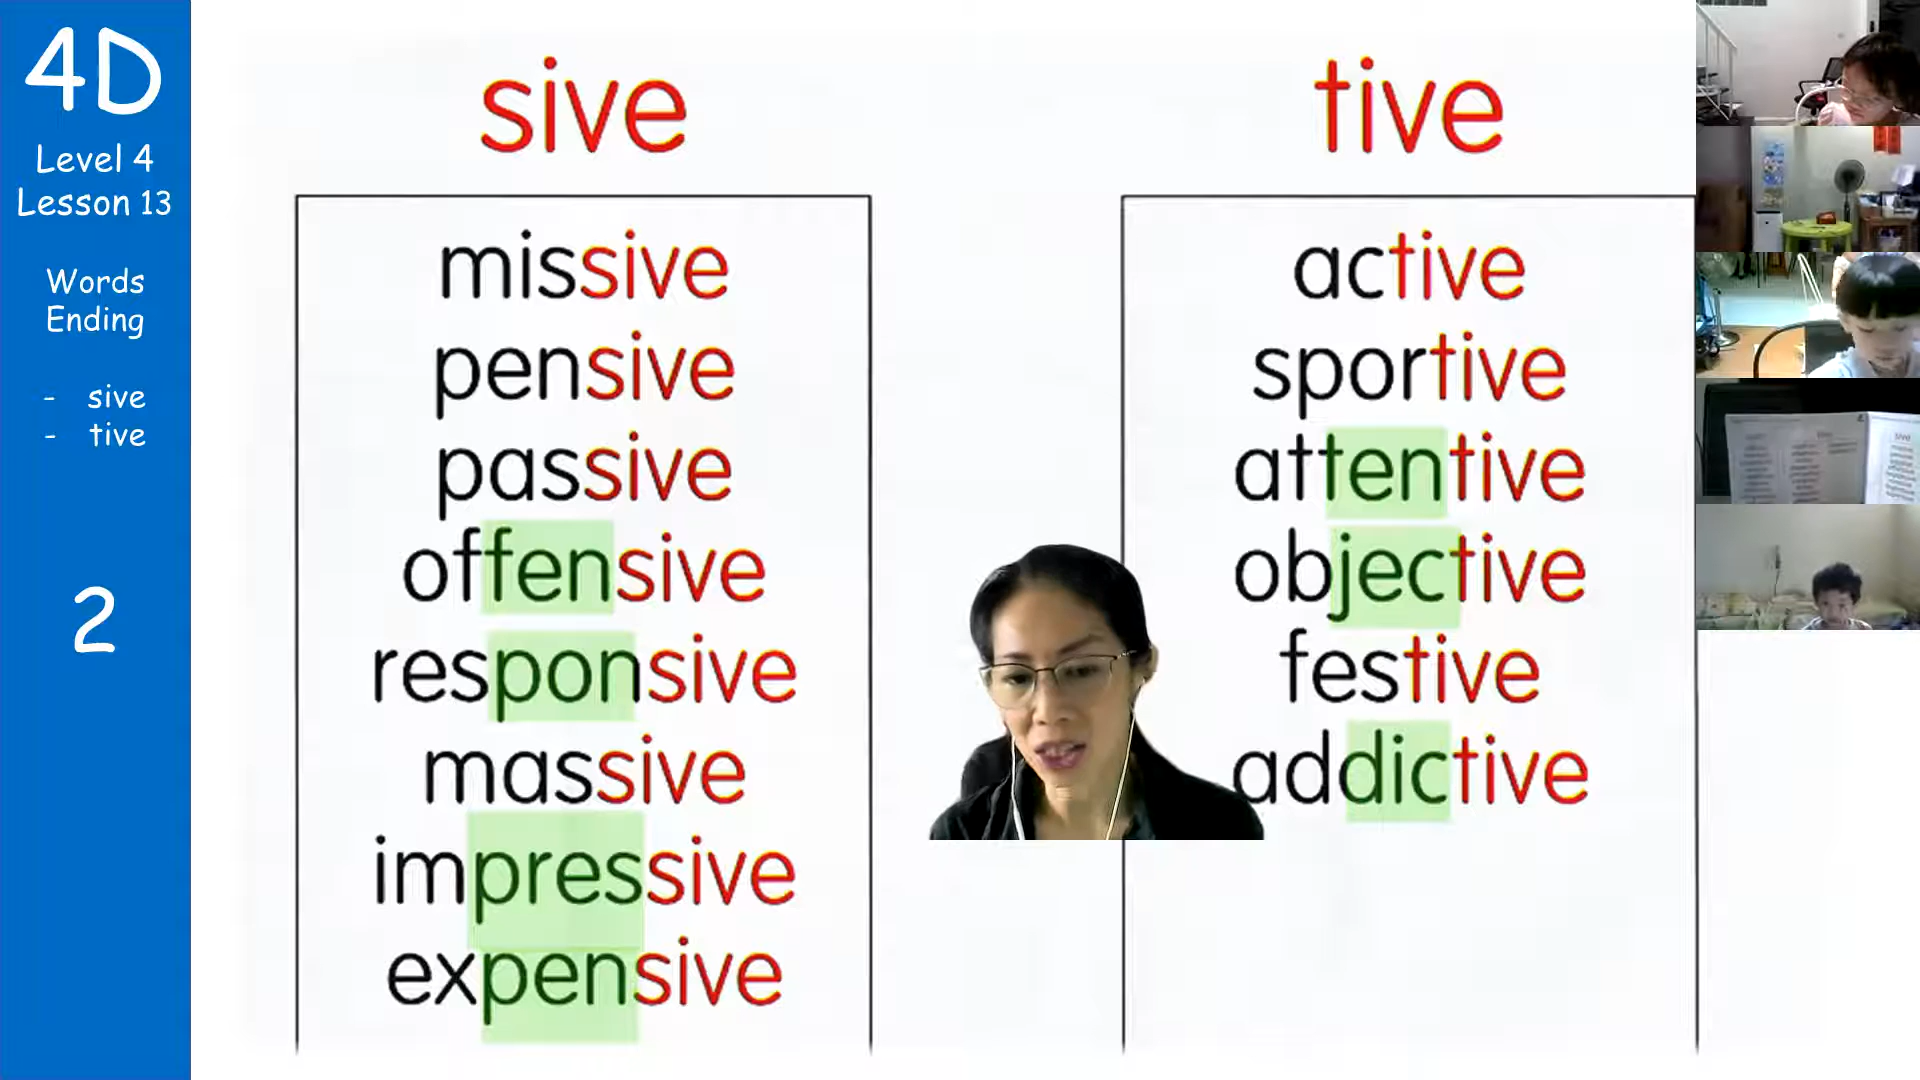 4D
Level 4
Lesson 13
Words
Ending
- sive
- tive
2
sive
missive
pensive
passive
offensive
responsive
massive
impressive
expensive
tive
active
sportive
attentive
objective
festive
addictive